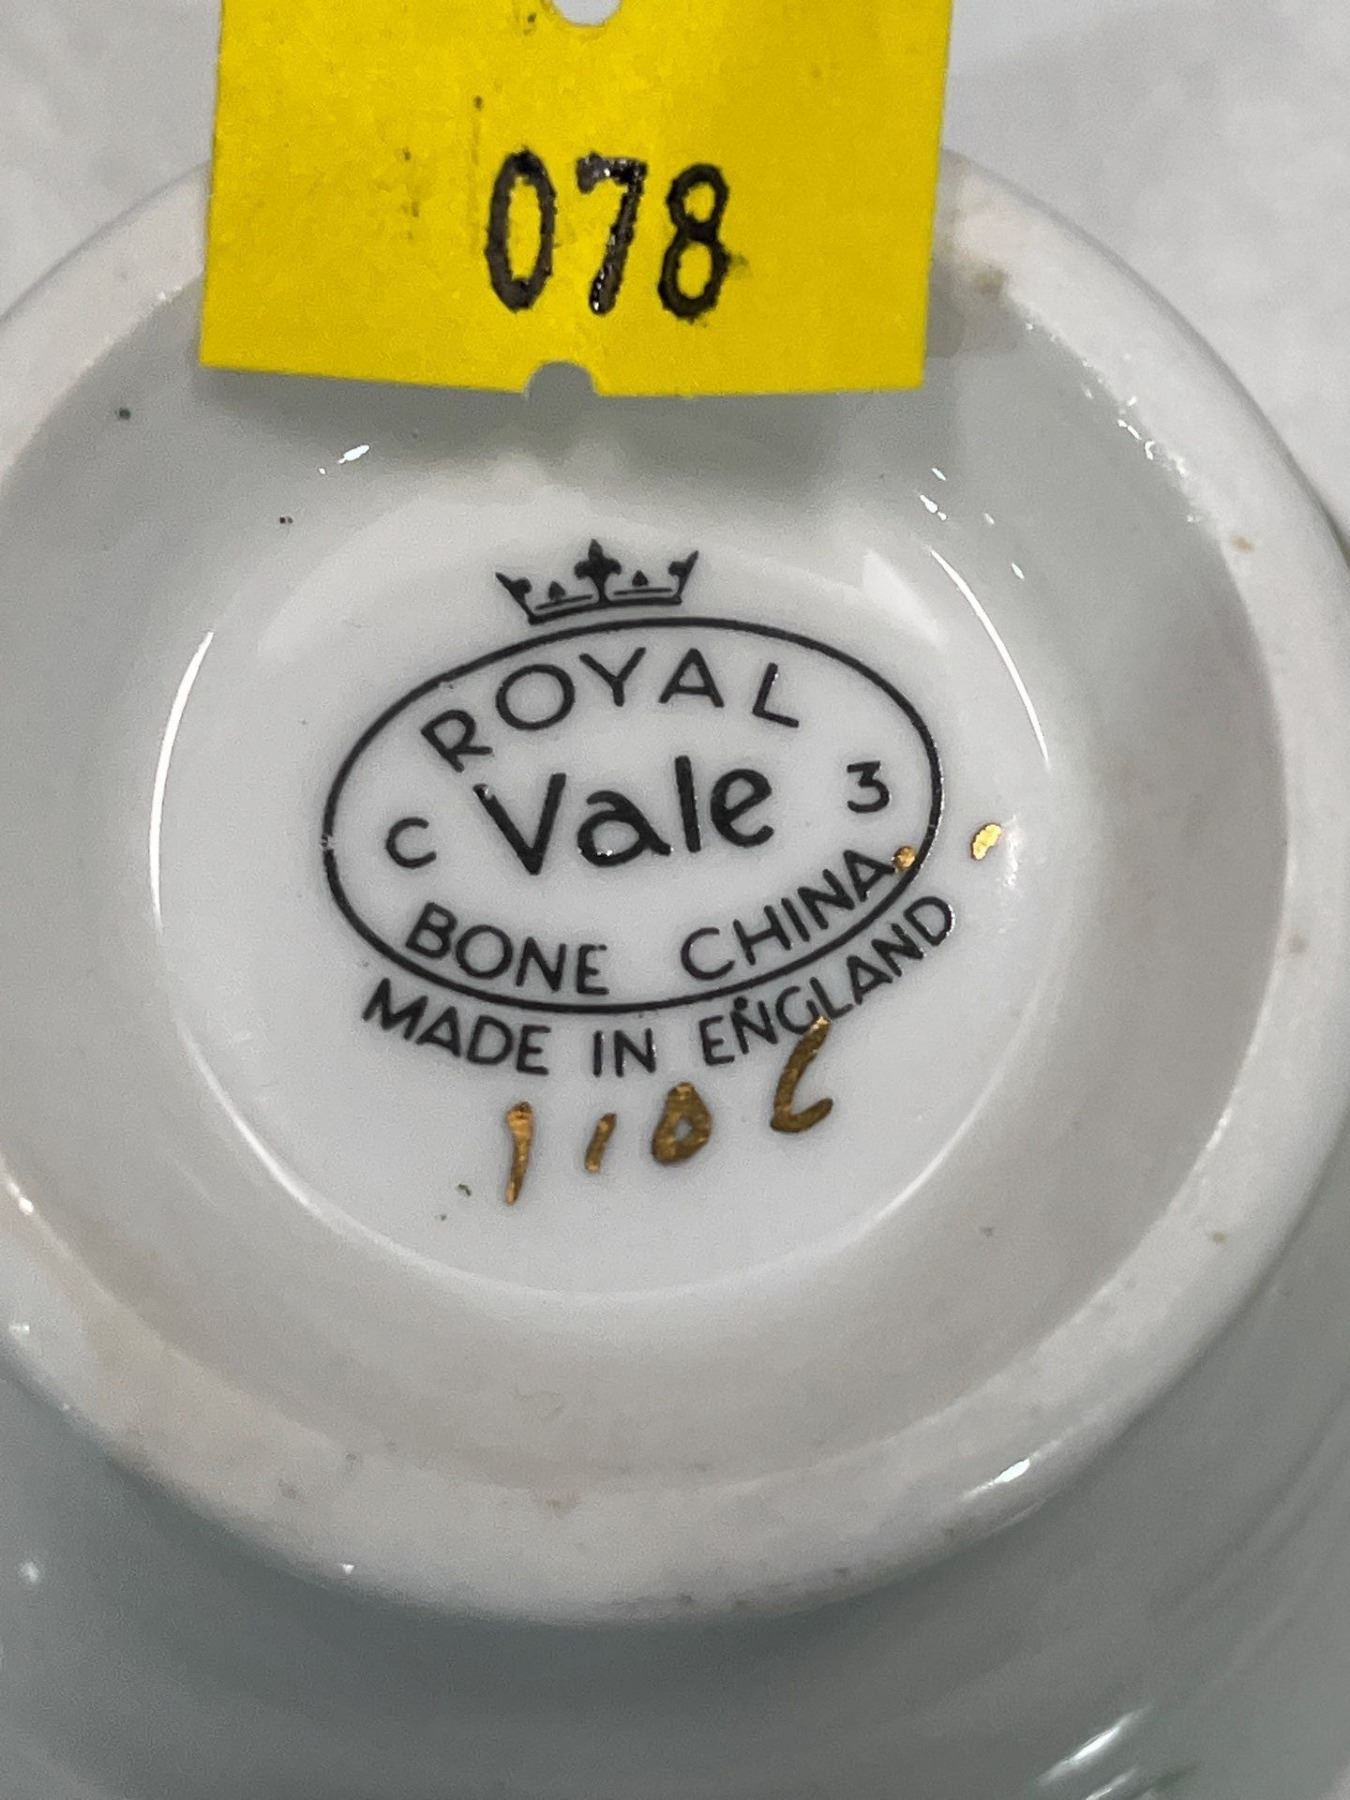 078
ROYAL
C Vale 3
BONE CHINA
MADE IN ENGLAND
1106